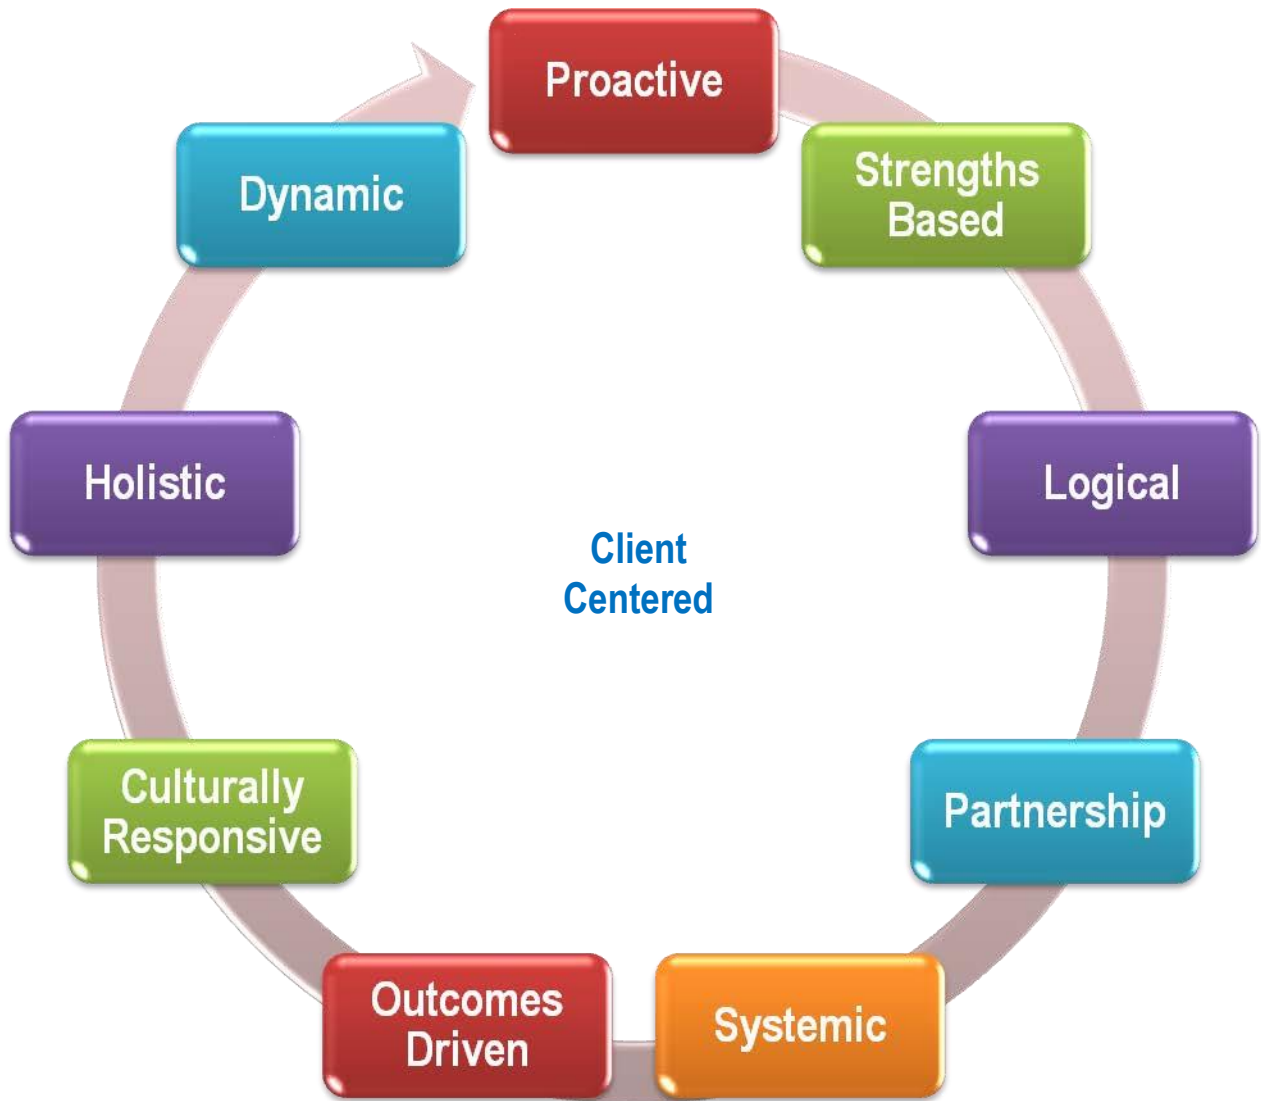 Proactive
Strengths
Based
Logical
Partnership
Systemic
Outcomes
Driven
Culturally
Responsive
Holistic
Dynamic
Client
Centered